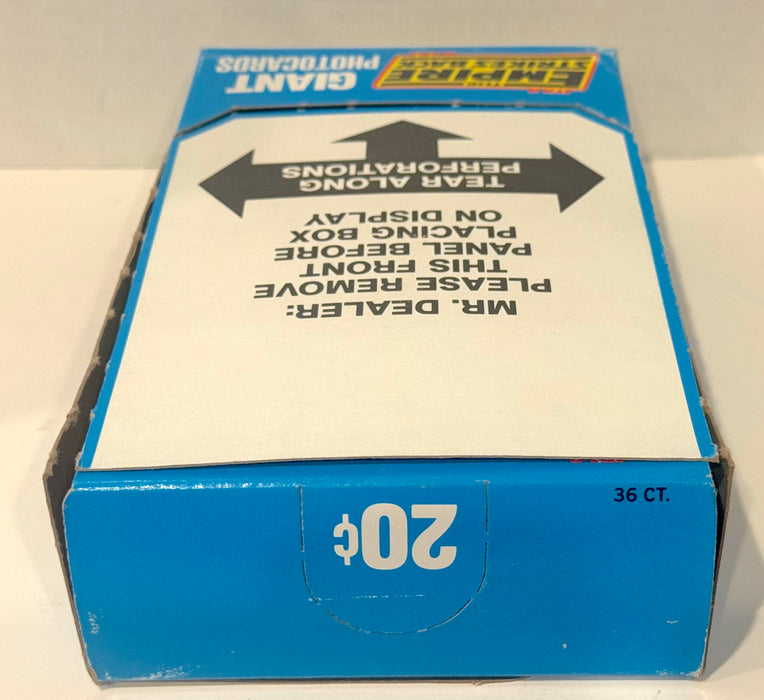 THE
EMPIRE
STRIKES BACK
GIANT
PHOTOCARDS
MR. DEALER:
PLEASE REMOVE
THIS FRONT
PANEL BEFORE
PLACING BOX
ON DISPLAY
TEAR ALONG
PERFORATIONS
20¢
36 CT.